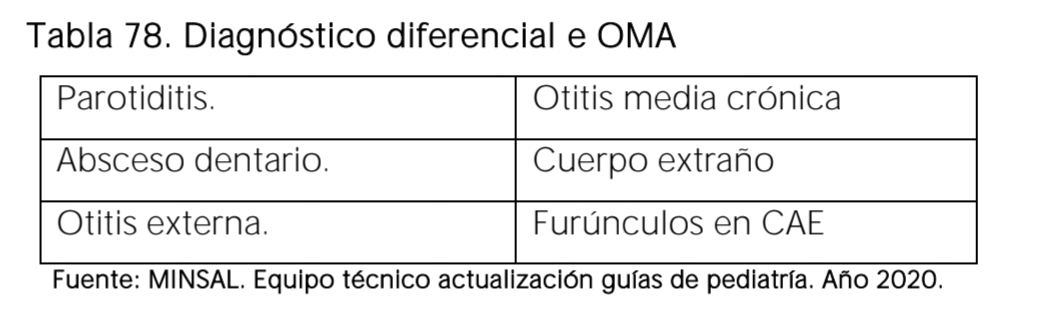 Tabla 78. Diagnóstico diferencial e OMA
Parotiditis. Otitis media crónica
Absceso dentario. Cuerpo extraño
Otitis externa. Furúnculos en CAE
Fuente: MINSAL. Equipo técnico actualización guías de pediatría. Año 2020.